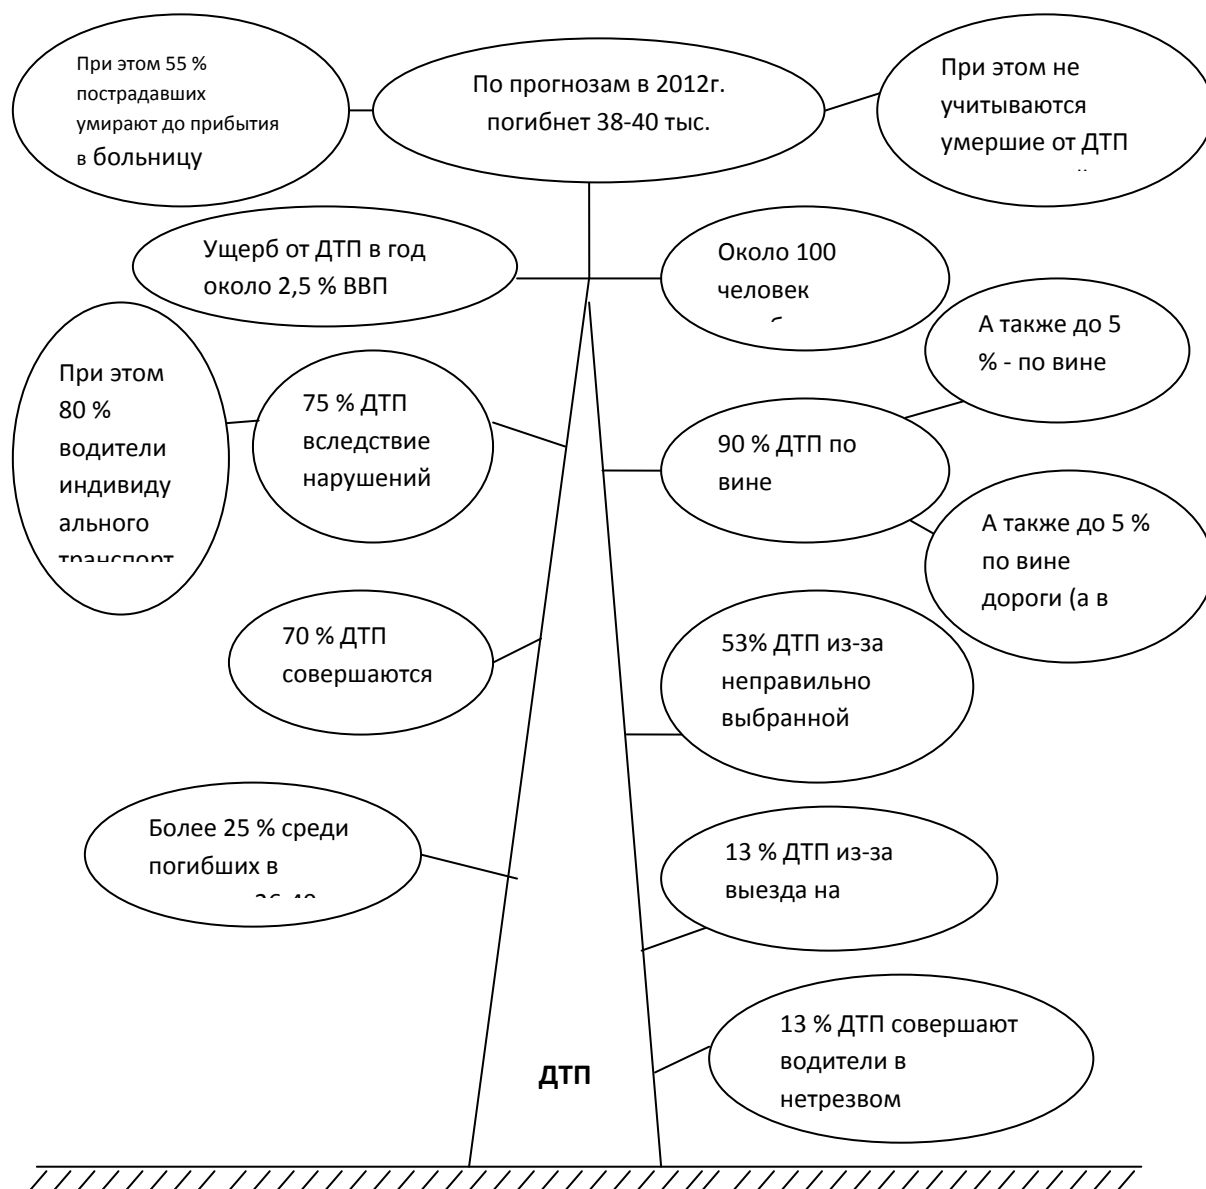 При этом 55 %
пострадавших
умирают до прибытия
в больницу
По прогнозам в 2012г.
погибнет 38-40 тыс.
При этом не
учитываются
умершие от ДТП
Ущерб от ДТП в год
около 2,5 % ВВП
Около 100
человек
А также до 5
% - по вине
При этом
80 %
водители
индивиду
ального
транспорт
75 % ДТП
вследствие
нарушений
90 % ДТП по
вине
А также до 5 %
по вине
дороги (а в
70 % ДТП
совершаются
53% ДТП из-за
неправильно
выбранной
Более 25 % среди
погибших в
13 % ДТП из-за
выезда на
13 % ДТП совершают
водители в
нетрезвом
ДТП